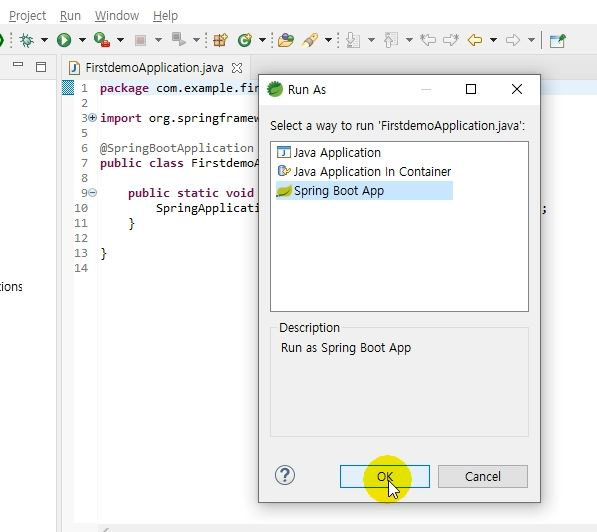 Project Run Window Help
FirstdemoApplication.java
1 package com.example.fir
2
3 import org.springframew
5
6 @SpringBootApplication
7 public class FirstdemoA
8
9 public static void
10 SpringApplicati ;
11 }
12
13 }
14
ions
Run As
Select a way to run 'FirstdemoApplication.java':
Java Application
Java Application In Container
Spring Boot App
Description
Run as Spring Boot App
OK
Cancel